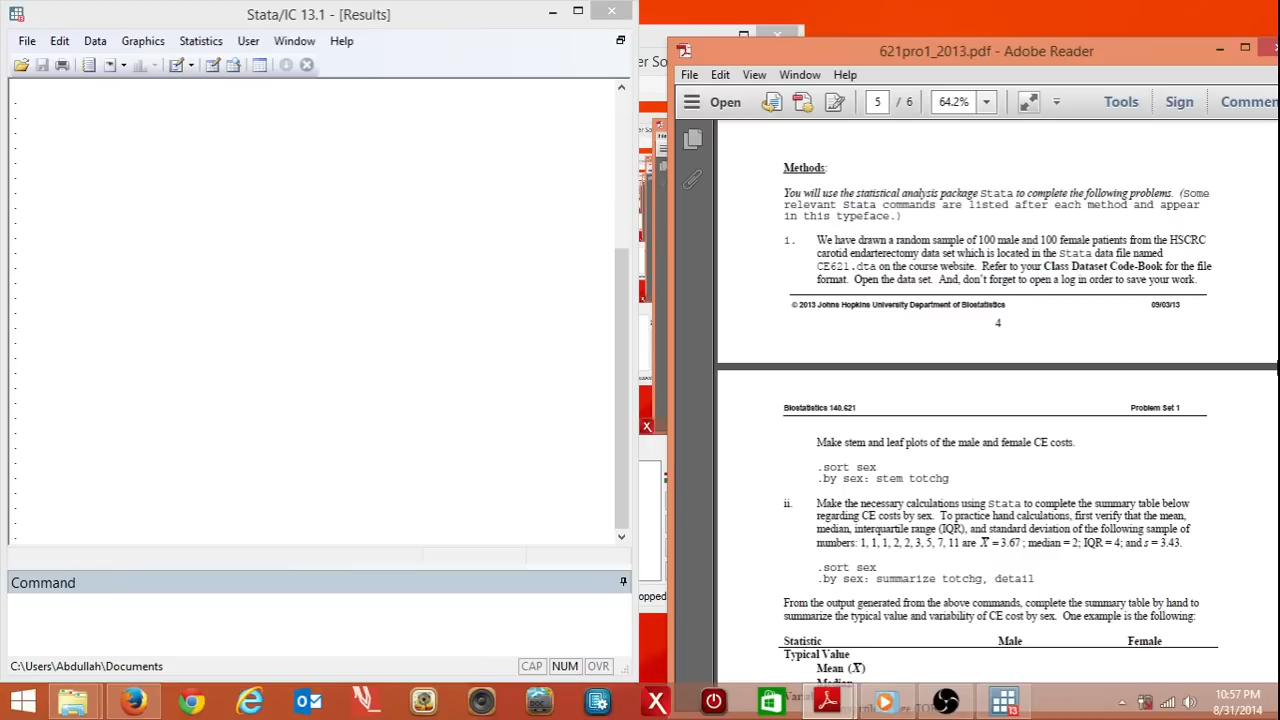 Stata/IC 13.1 - [Results]
File Edit Data Graphics Statistics User Window Help
Command
C:\Users\Abdullah\Documents
CAP NUM OVR
621pro1_2013.pdf - Adobe Reader
File Edit View Window Help
Open 5 / 6 64.2% Tools Sign Commen
Methods:
You will use the statistical analysis package Stata to complete the following problems. (Some
relevant Stata commands are listed after each method and appear
in this typeface.)
1. We have drawn a random sample of 100 male and 100 female patients from the HSCRC
carotid endarterectomy data set which is located in the Stata data file named
CE621.dta on the course website. Refer to your Class Dataset Code-Book for the file
format. Open the data set. And, don't forget to open a log in order to save your work.
© 2013 Johns Hopkins University Department of Biostatistics 09/03/13
4
Biostatistics 140.621 Problem Set 1
Make stem and leaf plots of the male and female CE costs.
.sort sex
.by sex: stem totchg
ii. Make the necessary calculations using Stata to complete the summary table below
regarding CE costs by sex. To practice hand calculations, first verify that the mean,
median, interquartile range (IQR), and standard deviation of the following sample of
numbers: 1, 1, 1, 2, 2, 3, 5, 7, 11 are X̄ = 3.67 ; median = 2; IQR = 4; and s = 3.43.
.sort sex
.by sex: summarize totchg, detail
From the output generated from the above commands, complete the summary table by hand to
summarize the typical value and variability of CE cost by sex. One example is the following:
Statistic Male Female
Typical Value
Mean (X̄)
10:57 PM
8/31/2014